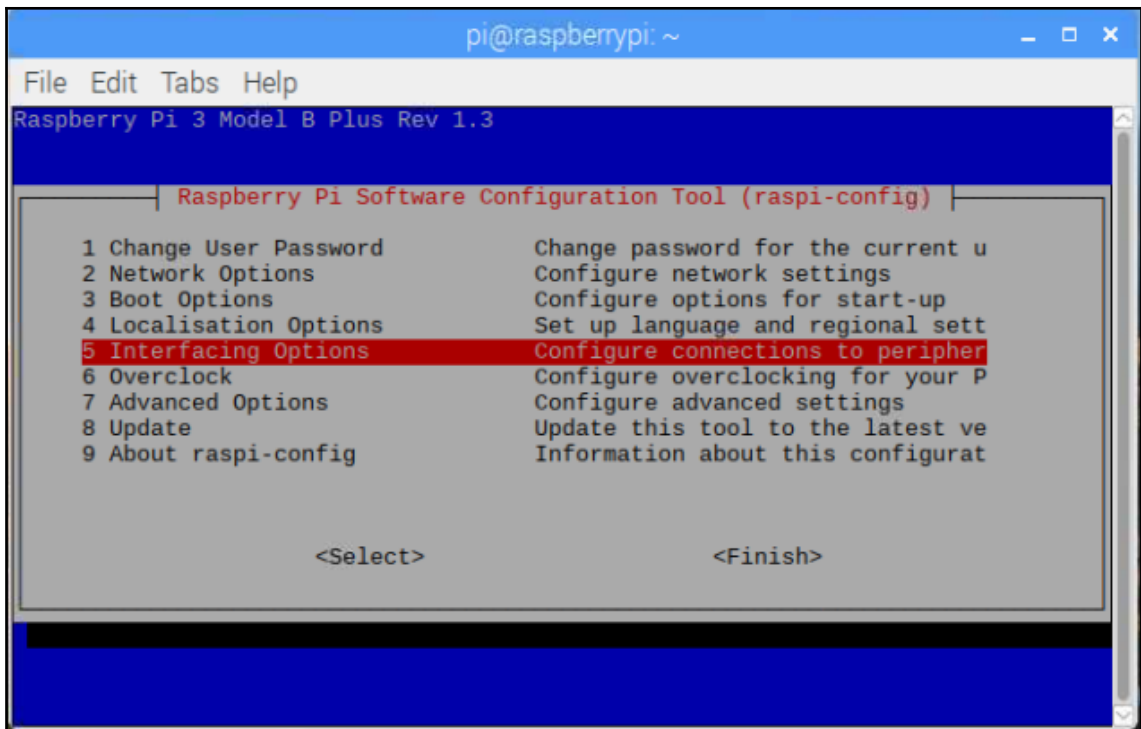 pi@raspberrypi: ~
File Edit Tabs Help
Raspberry Pi 3 Model B Plus Rev 1.3
Raspberry Pi Software Configuration Tool (raspi-config)
1 Change User Password Change password for the current u
2 Network Options Configure network settings
3 Boot Options Configure options for start-up
4 Localisation Options Set up language and regional sett
5 Interfacing Options Configure connections to peripher
6 Overclock Configure overclocking for your P
7 Advanced Options Configure advanced settings
8 Update Update this tool to the latest ve
9 About raspi-config Information about this configurat
<Select> <Finish>